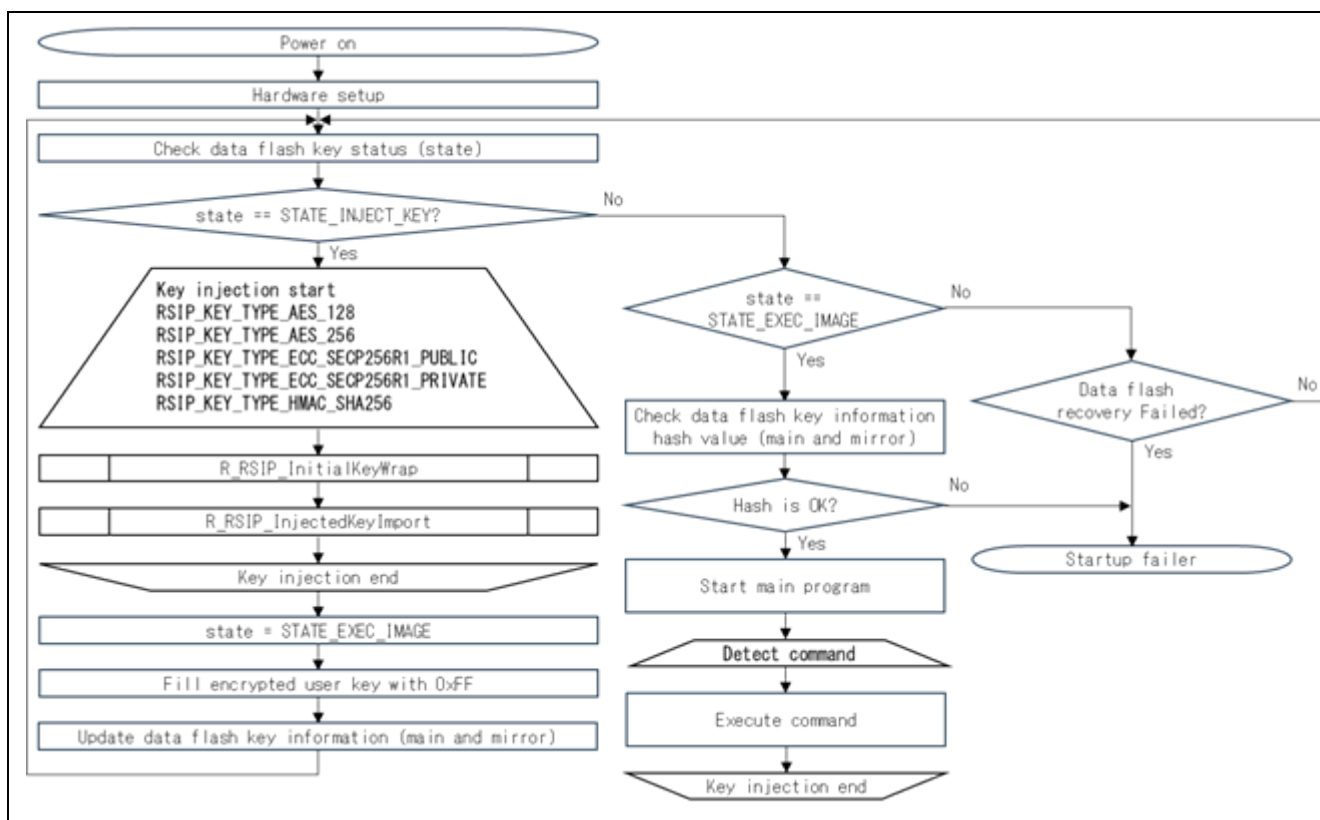 Power on
Hardware setup
Check data flash key status (state)
state == STATE_INJECT_KEY?
No
Yes
Key injection start
RSIP_KEY_TYPE_AES_128
RSIP_KEY_TYPE_AES_256
RSIP_KEY_TYPE_ECC_SECP256R1_PUBLIC
RSIP_KEY_TYPE_ECC_SECP256R1_PRIVATE
RSIP_KEY_TYPE_HMAC_SHA256
R_RSIP_InitialKeyWrap
R_RSIP_InjectedKeyImport
Key injection end
state = STATE_EXEC_IMAGE
Fill encrypted user key with 0xFF
Update data flash key information (main and mirror)
state ==
STATE_EXEC_IMAGE
No
Yes
Check data flash key information
hash value (main and mirror)
Hash is OK?
No
Yes
Start main program
Detect command
Execute command
Key injection end
Data flash
recovery Failed?
No
Yes
Startup failer